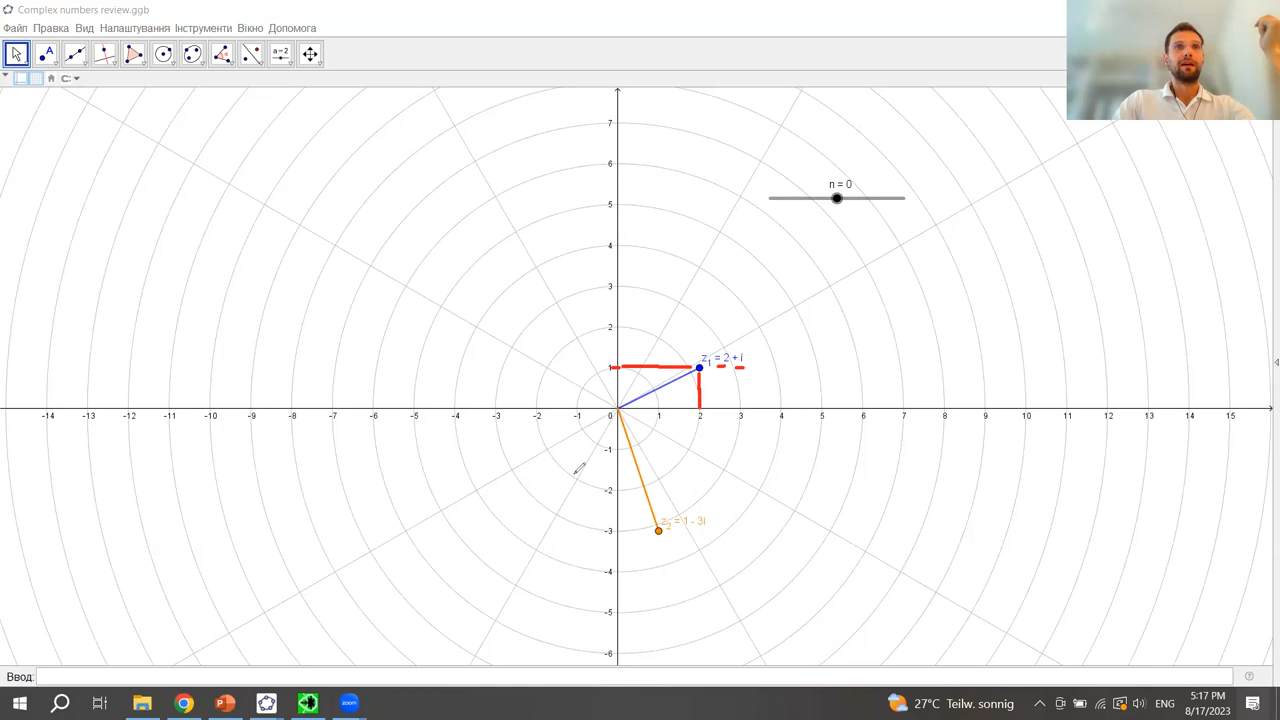 Complex numbers review.ggb
Файл Правка Вид Налаштування Інструменти Вікно Допомога
A a=2
n = 0
7
6
5
4
3
2
1
z1 = 2 + i
-14 -13 -12 -11 -10 -9 -8 -7 -6 -5 -4 -3 -2 -1 0 1 2 3 4 5 6 7 8 9 10 11 12 13 14 15
-1
-2
z2 = 1 - 3i
-3
-4
-5
-6
Ввод:
zoom 27°C Teilw. sonnig ENG 5:17 PM
8/17/2023